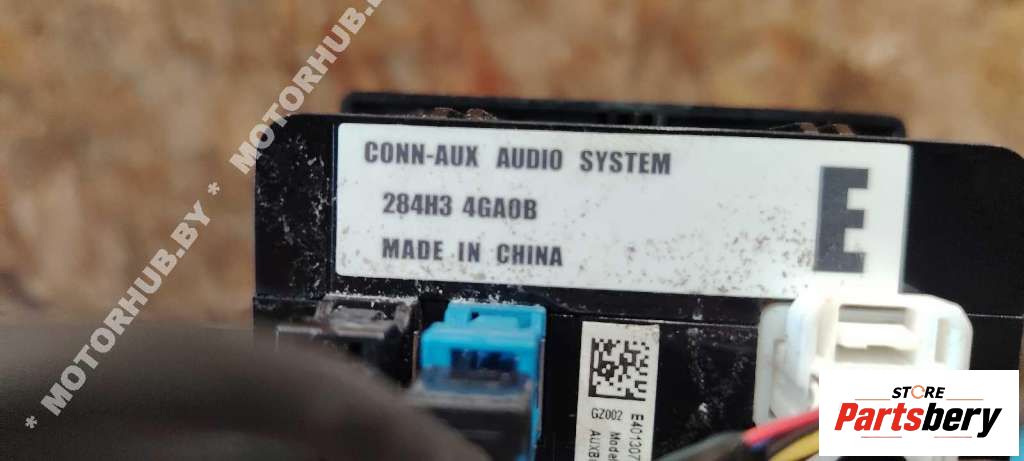 * MOTORHUB.BY * MOTORHUB.BY
CONN-AUX AUDIO SYSTEM
284H3 4GA0B
MADE IN CHINA
E
GZ002
STORE
Partsbery